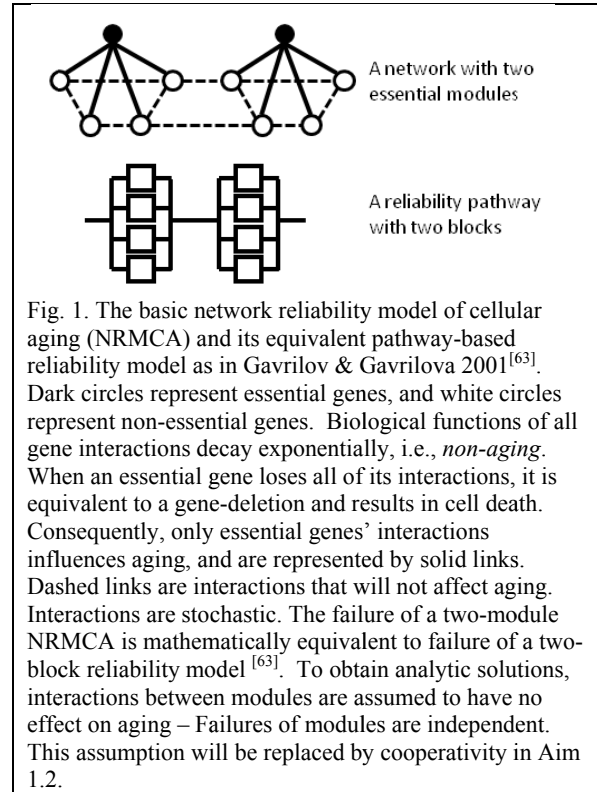 A network with two
essential modules
A reliability pathway
with two blocks
Fig. 1. The basic network reliability model of cellular
aging (NRMCA) and its equivalent pathway-based
reliability model as in Gavrilov & Gavrilova 2001[63].
Dark circles represent essential genes, and white circles
represent non-essential genes.  Biological functions of all
gene interactions decay exponentially, i.e., non-aging.
When an essential gene loses all of its interactions, it is
equivalent to a gene-deletion and results in cell death.
Consequently, only essential genes’ interactions
influences aging, and are represented by solid links.
Dashed links are interactions that will not affect aging.
Interactions are stochastic. The failure of a two-module
NRMCA is mathematically equivalent to failure of a two-
block reliability model [63].  To obtain analytic solutions,
interactions between modules are assumed to have no
effect on aging – Failures of modules are independent.
This assumption will be replaced by cooperativity in Aim
1.2.